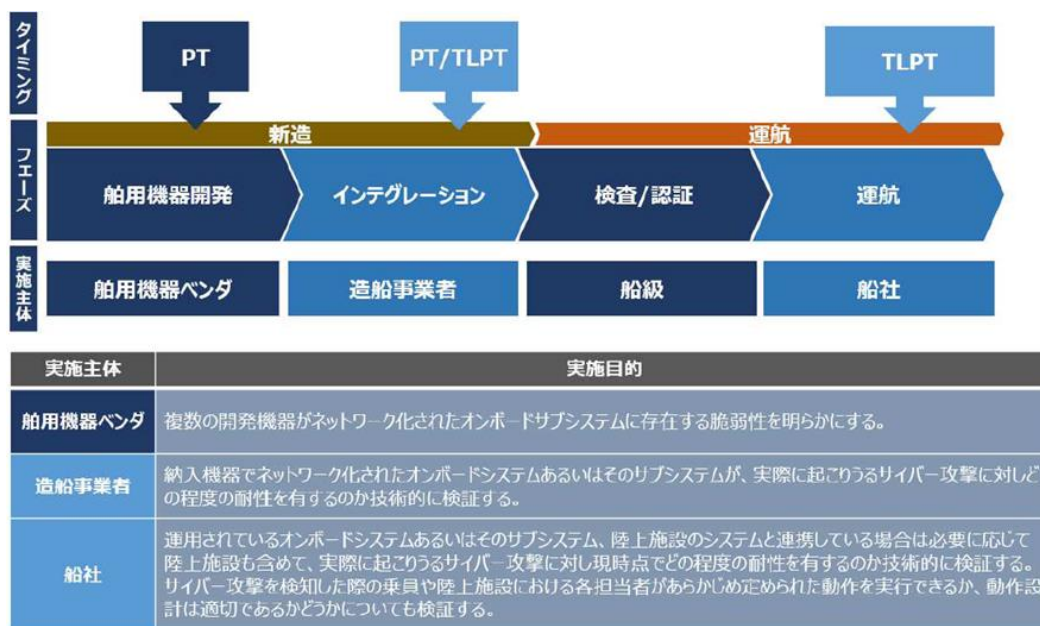 タイミング
PT
PT/TLPT
TLPT
フェーズ
新造
運航
舶用機器開発
インテグレーション
検査/認証
運航
実施主体
舶用機器ベンダ
造船事業者
船級
船社
実施主体
実施目的
舶用機器ベンダ
複数の開発機器がネットワーク化されたオンボードサブシステムに存在する脆弱性を明らかにする。
造船事業者
納入機器でネットワーク化されたオンボードシステムあるいはそのサブシステムが、実際に起こりうるサイバー攻撃に対しど
の程度の耐性を有するのか技術的に検証する。
船社
運用されているオンボードシステムあるいはそのサブシステム、陸上施設のシステムと連携している場合は必要に応じて
陸上施設も含めて、実際に起こりうるサイバー攻撃に対し現時点でどの程度の耐性を有するのか技術的に検証する。
サイバー攻撃を検知した際の乗員や陸上施設における各担当者があらかじめ定められた動作を実行できるか、動作設
計は適切であるかどうかについても検証する。